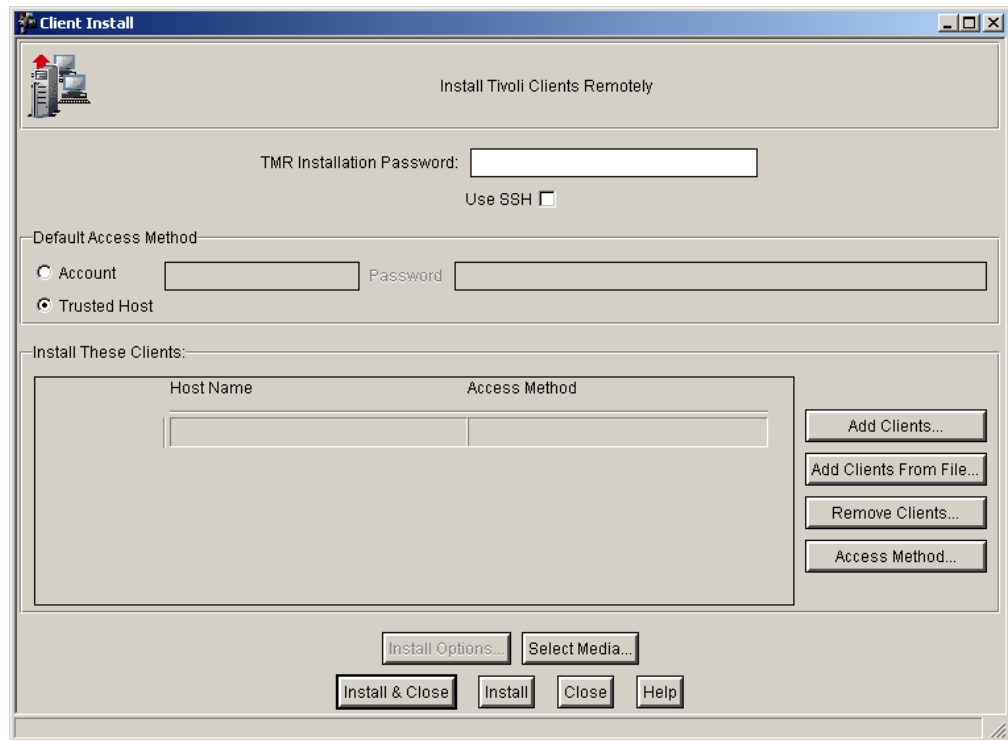 Client Install
Install Tivoli Clients Remotely
TMR Installation Password:
Use SSH
Default Access Method
Account
Password
Trusted Host
Install These Clients:
Host Name Access Method
Add Clients...
Add Clients From File...
Remove Clients...
Access Method...
Install Options... Select Media...
Install & Close Install Close Help